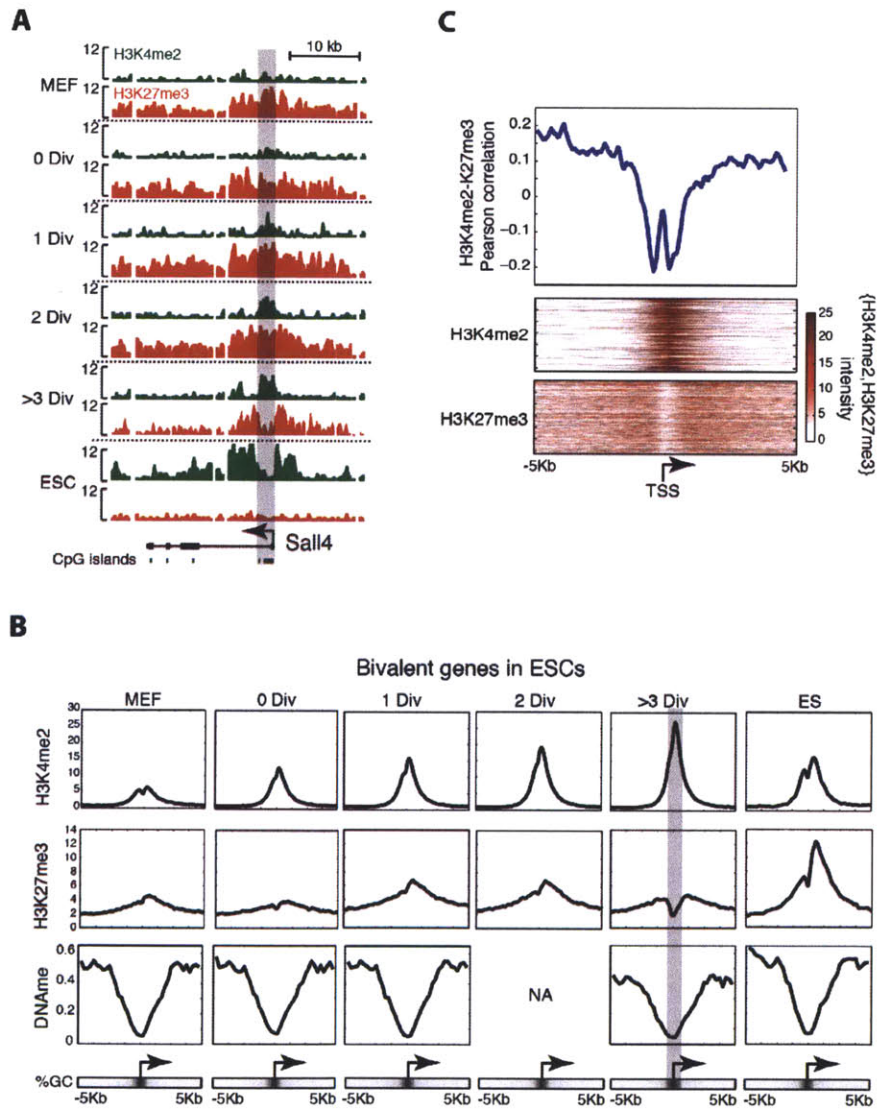 A
10 kb
12
H3K4me2
MEF
12
H3K27me3
12
0 Div
12
12
1 Div
12
12
2 Div
12
12
>3 Div
12
12
ESC
12
Sall4
CpG islands
C
H3K4me2-K27me3
Pearson correlation
0.2
0.1
0
-0.1
-0.2
H3K4me2
H3K27me3
25
20
15
10
5
0
{H3K4me2,H3K27me3}
intensity
-5Kb
5Kb
TSS
B
Bivalent genes in ESCs
MEF 0 Div 1 Div 2 Div >3 Div ES
H3K4me2
30
25
20
15
10
5
0
H3K27me3
14
12
10
8
6
4
2
0
DNAme
0.6
0.4
0.2
0
NA
%GC
-5Kb 5Kb -5Kb 5Kb -5Kb 5Kb -5Kb 5Kb -5Kb 5Kb -5Kb 5Kb